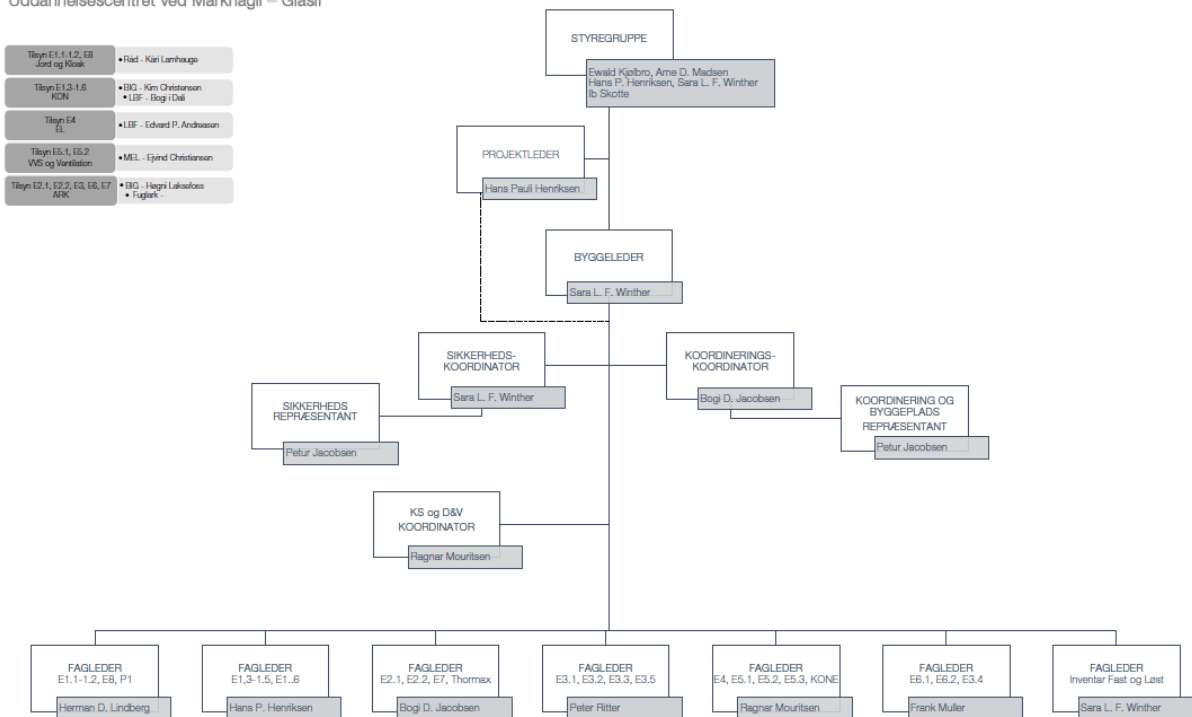 Uddannelsescentret ved Marknagil – Glasir
Tilsyn E1.1-1.2, E8
Jord og Kloak
• Råd - Kári Lamhauge
Tilsyn E1.3-1.6
KON
• BIG - Kim Christensen
• LBF - Bogi í Dali
Tilsyn E4
EL
• LBF - Edvard P. Andreasen
Tilsyn E5.1, E5.2
VVS og Ventilation
• MEL - Ejvind Christiansen
Tilsyn E2.1, E2.2, E3, E6, E7
ARK
• BIG - Høgni Laksafoss
• Fuglark -
STYREGRUPPE
Ewald Kjølbro, Arne D. Madsen
Hans P. Henriksen, Sara L. F. Winther
Ib Skotte
PROJEKTLEDER
Hans Pauli Henriksen
BYGGELEDER
Sara L. F. Winther
SIKKERHEDS-
KOORDINATOR
Sara L. F. Winther
KOORDINERINGS-
KOORDINATOR
Bogi D. Jacobsen
SIKKERHEDS
REPRÆSENTANT
Petur Jacobsen
KOORDINERING OG
BYGGEPLADS
REPRÆSENTANT
Petur Jacobsen
KS og D&V
KOORDINATOR
Ragnar Mouritsen
FAGLEDER
E1.1-1.2, E8, P1
Herman D. Lindberg
FAGLEDER
E1,3-1.5, E1..6
Hans P. Henriksen
FAGLEDER
E2.1, E2.2, E7, Thormax
Bogi D. Jacobsen
FAGLEDER
E3.1, E3.2, E3.3, E3.5
Peter Ritter
FAGLEDER
E4, E5.1, E5.2, E5.3, KONE
Ragnar Mouritsen
FAGLEDER
E6.1, E6.2, E3.4
Frank Muller
FAGLEDER
Inventar Fast og Løst
Sara L. F. Winther